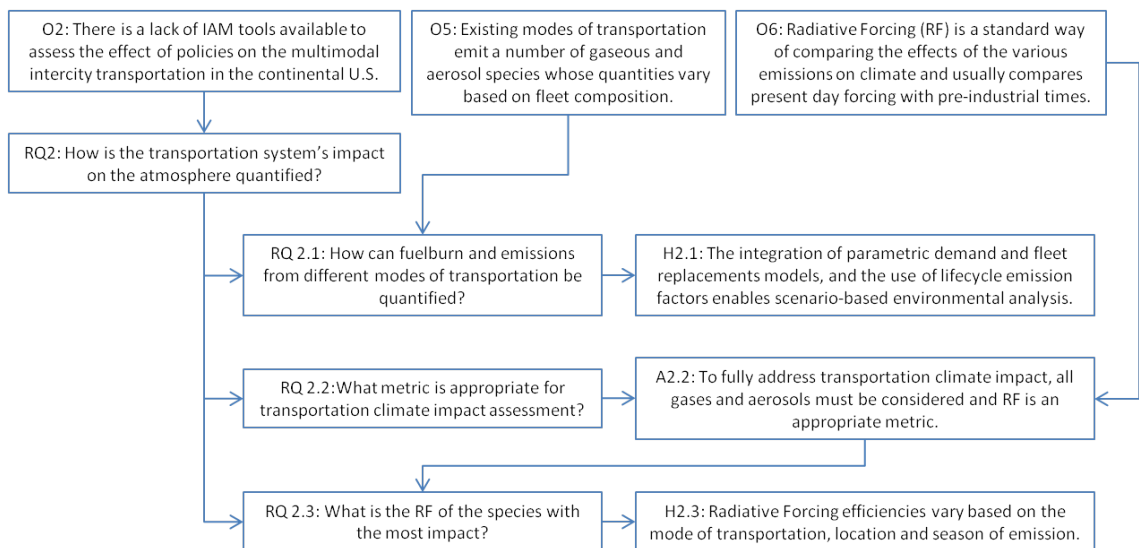 O2: There is a lack of IAM tools available to
assess the effect of policies on the multimodal
intercity transportation in the continental U.S.
O5: Existing modes of transportation
emit a number of gaseous and
aerosol species whose quantities vary
based on fleet composition.
O6: Radiative Forcing (RF) is a standard way
of comparing the effects of the various
emissions on climate and usually compares
present day forcing with pre-industrial times.
RQ2: How is the transportation system's impact
on the atmosphere quantified?
RQ 2.1: How can fuelburn and emissions
from different modes of transportation be
quantified?
H2.1: The integration of parametric demand and fleet
replacements models, and the use of lifecycle emission
factors enables scenario-based environmental analysis.
RQ 2.2:What metric is appropriate for
transportation climate impact assessment?
A2.2: To fully address transportation climate impact, all
gases and aerosols must be considered and RF is an
appropriate metric.
RQ 2.3: What is the RF of the species with
the most impact?
H2.3: Radiative Forcing efficiencies vary based on the
mode of transportation, location and season of emission.